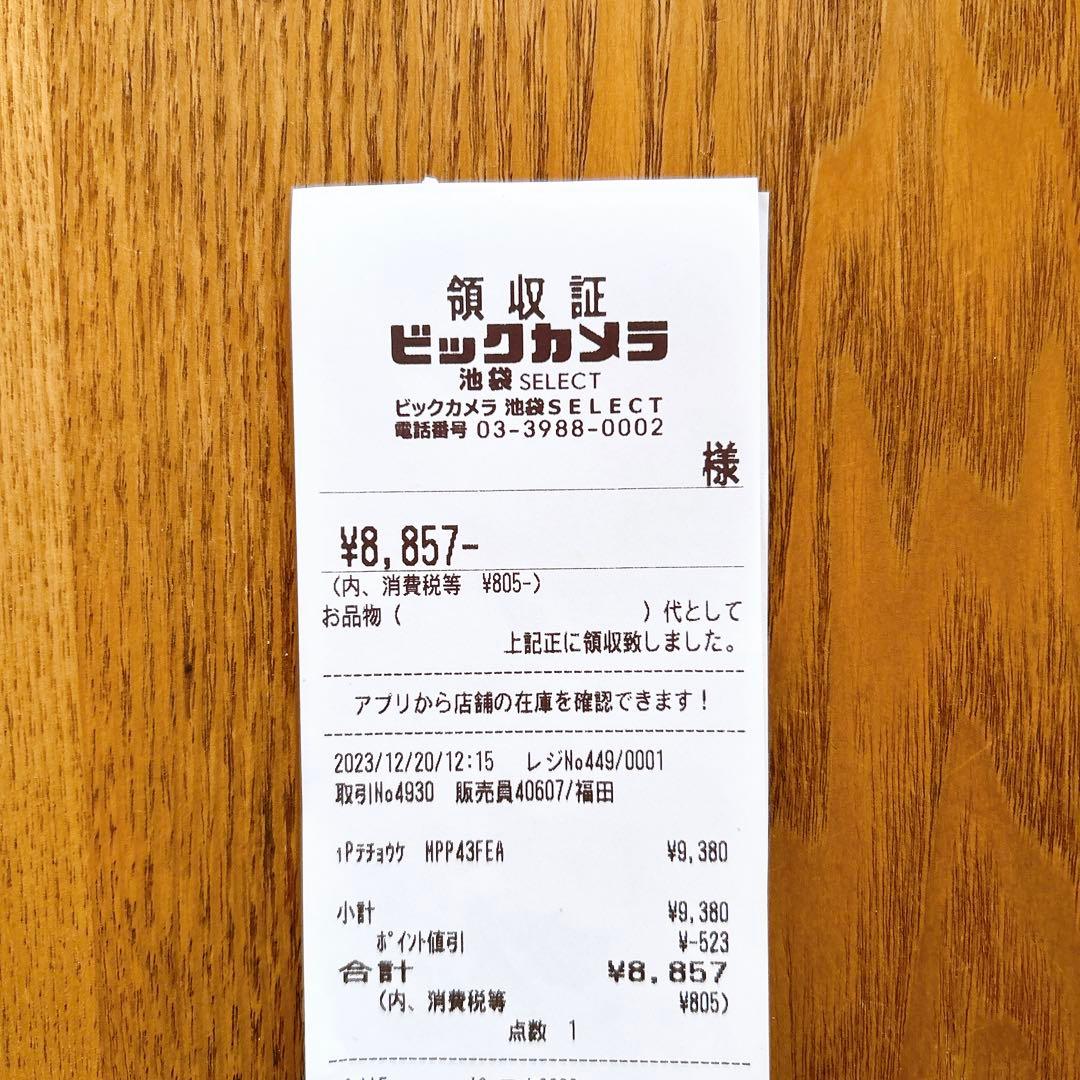 領収証
ビックカメラ
池袋 SELECT
ビックカメラ 池袋SELECT
電話番号 03-3988-0002
様
¥8,857-
(内、消費税等 ¥805-)
お品物( )代として
上記正に領収致しました。
アプリから店舗の在庫を確認できます!
2023/12/20/12:15 レジNo449/0001
取引No4930 販売員40607/福田
iPテチョウケ MPP43FEA ¥9,380
小計 ¥9,380
ポイント値引 ¥-523
合計 ¥8,857
(内、消費税等 ¥805)
点数 1